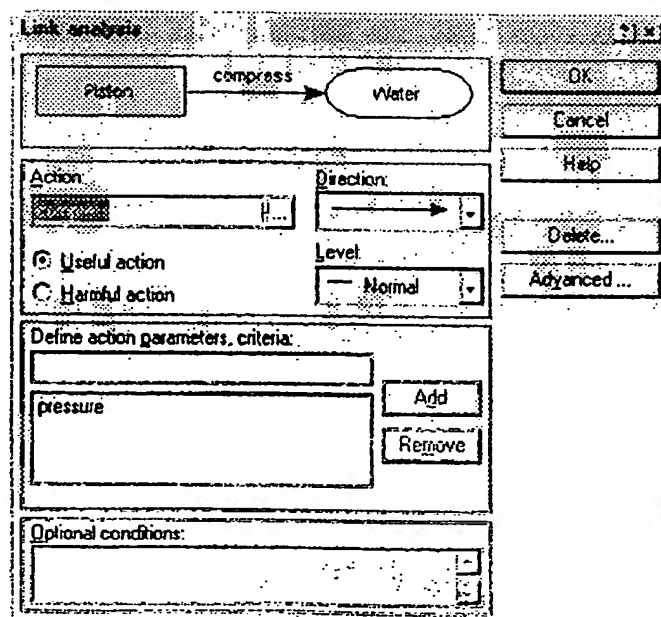 Link analysis
Piston compress Water
OK
Cancel
Help
Action:
Direction:
Useful action
Harmful action
Level:
Normal
Delete...
Advanced ...
Define action parameters, criteria:
pressure
Add
Remove
Optional conditions: